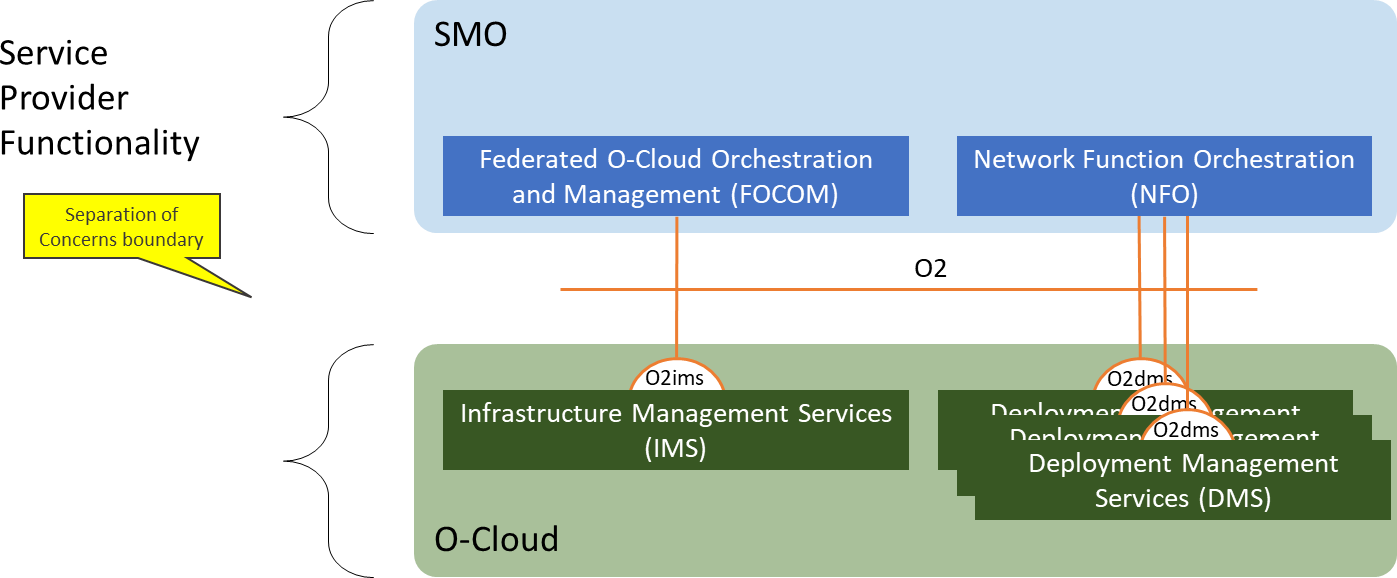 Service
Provider
Functionality
Separation of
Concerns boundary
SMO
Federated O-Cloud Orchestration
and Management (FOCOM)
Network Function Orchestration
(NFO)
O2
O2ims
Infrastructure Management Services
(IMS)
O2dms
O2dms
O2dms
Deployment Management
Services (DMS)
O-Cloud